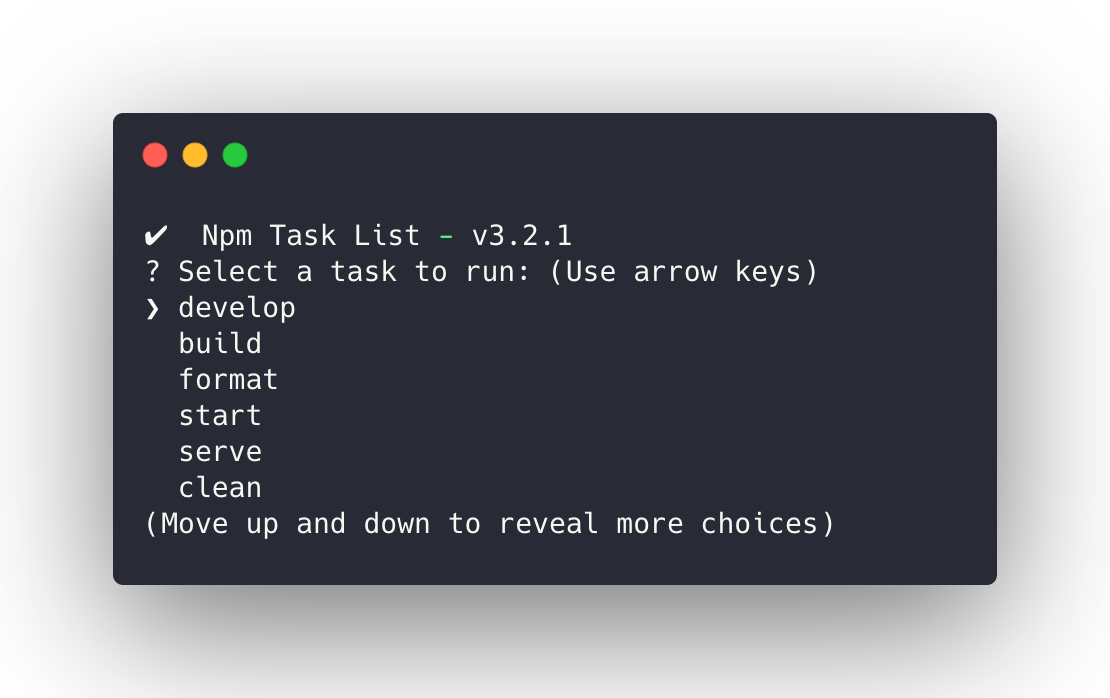 ✔  Npm Task List - v3.2.1
? Select a task to run: (Use arrow keys)
❯ develop
  build
  format
  start
  serve
  clean
(Move up and down to reveal more choices)